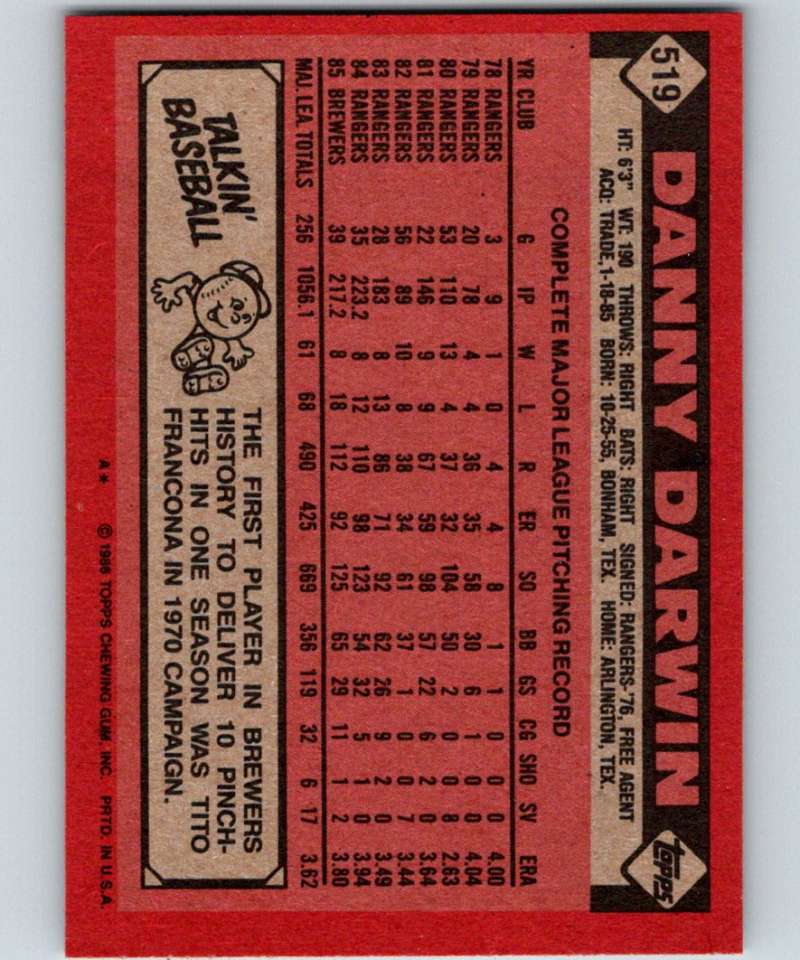 519
DANNY DARWIN
topps
HT: 6'3" WT: 190 THROWS: RIGHT BATS: RIGHT SIGNED: RANGERS-'76, FREE AGENT
ACQ: TRADE, 1-18-85 BORN: 10-25-55, BONHAM, TEX. HOME: ARLINGTON, TEX.
COMPLETE MAJOR LEAGUE PITCHING RECORD
YR CLUB G IP W L R ER SO BB GS CG SHO SV ERA
78 RANGERS 3 9 1 0 4 4 8 1 1 0 0 0 4.00
79 RANGERS 20 78 4 4 36 35 58 30 6 1 0 0 4.04
80 RANGERS 53 110 13 4 37 32 104 50 2 0 0 8 2.63
81 RANGERS 22 146 9 9 67 59 98 57 22 6 2 0 3.64
82 RANGERS 56 89 10 8 38 34 61 37 1 0 0 7 3.44
83 RANGERS 28 183 8 13 86 71 92 62 26 9 2 0 3.49
84 RANGERS 35 223.2 8 12 110 98 123 54 32 5 1 0 3.94
85 BREWERS 39 217.2 8 18 112 92 125 65 29 11 1 2 3.80
MAJ. LEA. TOTALS 256 1056.1 61 68 490 425 669 356 119 32 6 17 3.62
TALKIN'
BASEBALL
THE FIRST PLAYER IN BREWERS
HISTORY TO DELIVER 10 PINCH-
HITS IN ONE SEASON WAS TITO
FRANCONA IN 1970 CAMPAIGN.
A* © 1986 TOPPS CHEWING GUM, INC. PRTD. IN U.S.A.